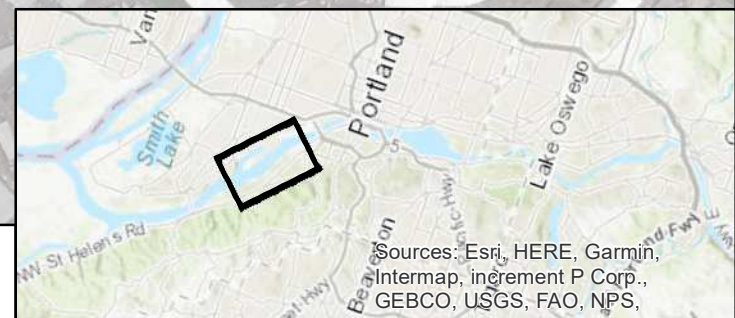 Van
Portland
Smith
Lake
5
Lake Oswego
NW St Helens Rd
Beaverton
Sources: Esri, HERE, Garmin,
Intermap, increment P Corp.,
GEBCO, USGS, FAO, NPS,